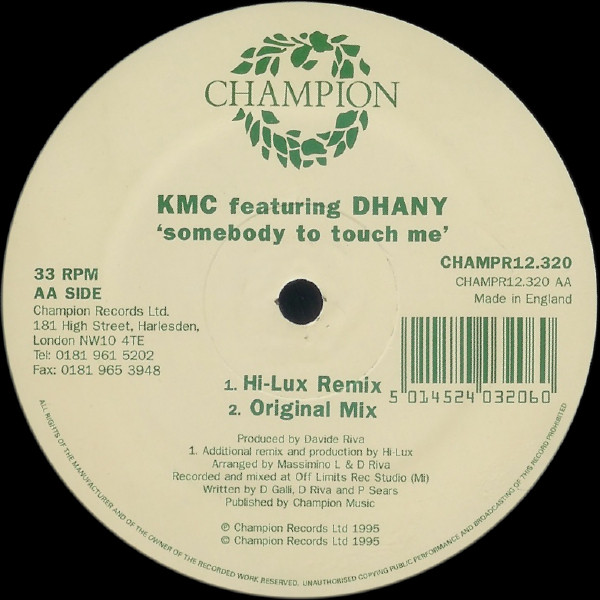 CHAMPION
KMC featuring DHANY
‘somebody to touch me’
33 RPM
AA SIDE
Champion Records Ltd.
181 High Street, Harlesden,
London NW10 4TE
Tel: 0181 961 5202
Fax: 0181 965 3948
CHAMPR12.320
CHAMPR12.320 AA
Made in England
5 014524 032060
1. Hi-Lux Remix
2. Original Mix
Produced by Davide Riva
1. Additional remix and production by Hi-Lux
Arranged by Massimino L & D Riva
Recorded and mixed at Off Limits Rec Studio (Mi)
Written by D Galli, D Riva and P Sears
Published by Champion Music
℗ Champion Records Ltd 1995
© Champion Records Ltd 1995
ALL RIGHTS OF THE MANUFACTURER AND OF THE OWNER OF THE RECORDED WORK RESERVED. UNAUTHORISED COPYING PUBLIC PERFORMANCE AND BROADCASTING OF THIS RECORD PROHIBITED